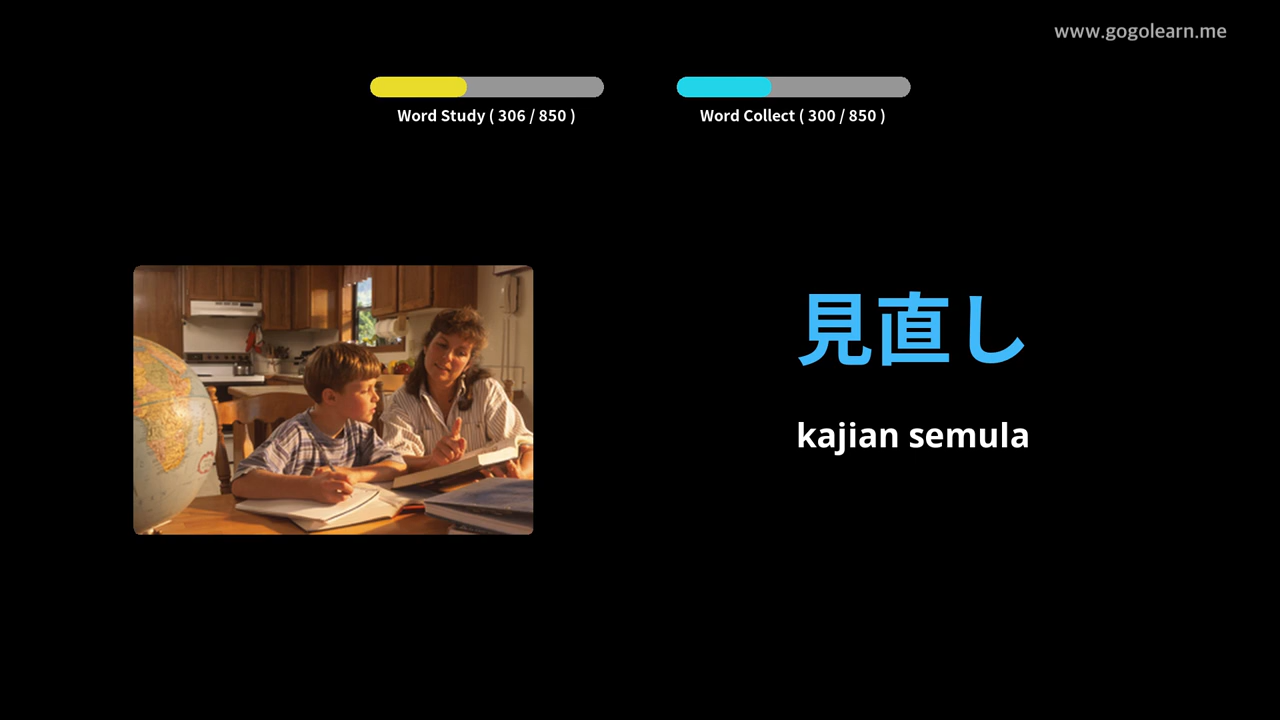 www.gogolearn.me
Word Study ( 306 / 850 )
Word Collect ( 300 / 850 )
見直し
kajian semula